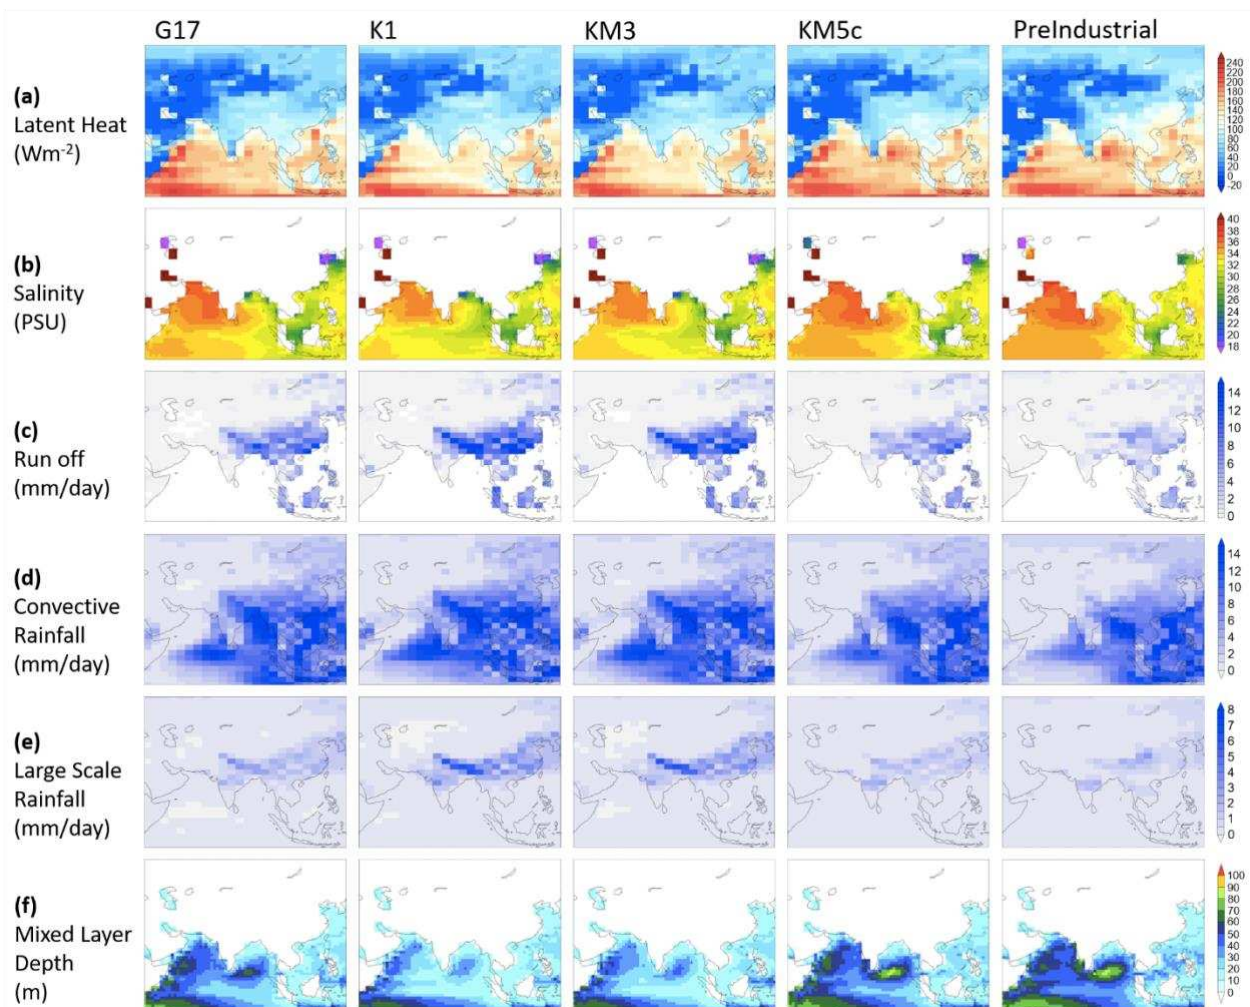 G17 K1 KM3 KM5c PreIndustrial
(a)
Latent Heat
(Wm⁻²)
240
220
200
180
160
140
120
100
80
60
40
20
0
-20
(b)
Salinity
(PSU)
40
38
36
34
33
32
31
30
29
28
26
24
22
20
18
(c)
Run off
(mm/day)
14
12
10
8
6
4
2
0
(d)
Convective
Rainfall
(mm/day)
14
12
10
8
6
4
2
0
(e)
Large Scale
Rainfall
(mm/day)
8
7
6
5
4
3
2
1
0
(f)
Mixed Layer
Depth
(m)
100
90
80
70
60
50
40
30
20
10
0